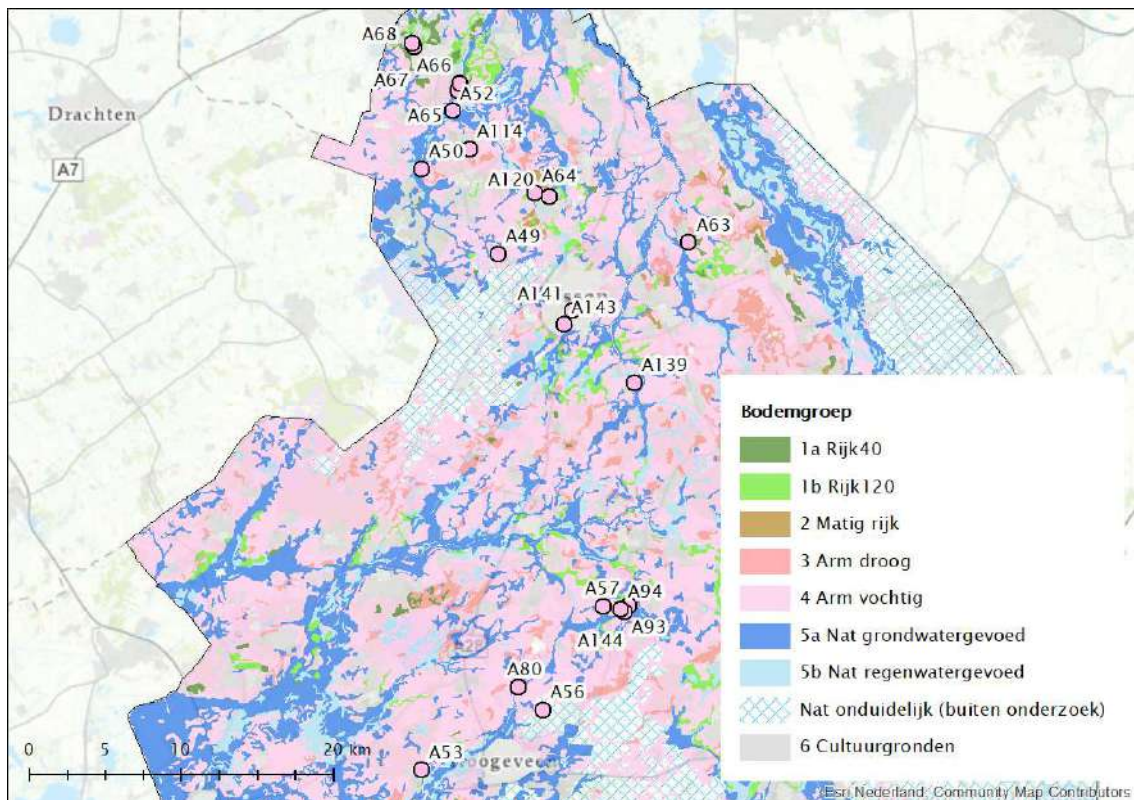 A68
A66
A67
A52
Drachten
A65
A114
A7
A50
A64
A120
A63
A49
A141
A143
A139
Bodemgroep
1a Rijk40
1b Rijk120
2 Matig rijk
3 Arm droog
4 Arm vochtig
5a Nat grondwatergevoed
5b Nat regenwatergevoed
Nat onduidelijk (buiten onderzoek)
6 Cultuurgronden
A57
A94
A144
A93
A80
A56
A53
0 5 10 20 km
Esri Nederland, Community Map Contributors